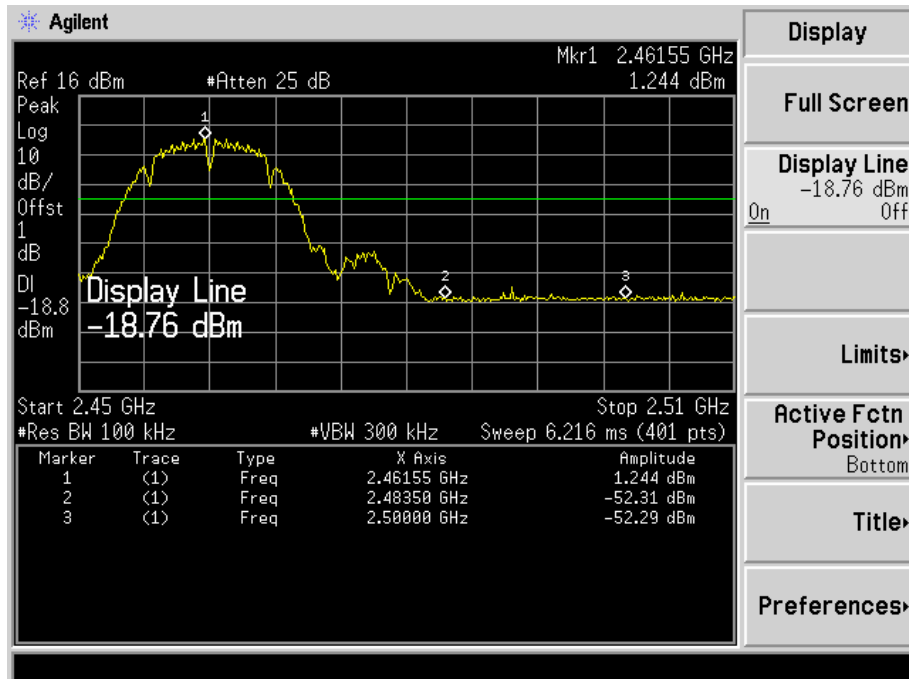 Agilent
Mkr1 2.46155 GHz
Ref 16 dBm #Atten 25 dB 1.244 dBm
Peak
Log
10
dB/
Offst
1
dB
DI
-18.8
dBm
1
2
3
Display Line
-18.76 dBm
Start 2.45 GHz Stop 2.51 GHz
#Res BW 100 kHz #VBW 300 kHz Sweep 6.216 ms (401 pts)
Marker Trace Type X Axis Amplitude
1 (1) Freq 2.46155 GHz 1.244 dBm
2 (1) Freq 2.48350 GHz -52.31 dBm
3 (1) Freq 2.50000 GHz -52.29 dBm
Display
Full Screen
Display Line
-18.76 dBm
On Off
Limits
Active Fctn
Position
Bottom
Title
Preferences